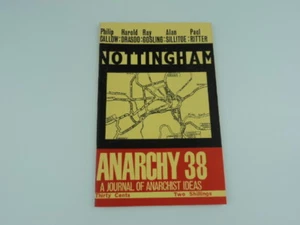 Philip Harold Ray Alan Paul
CALLOW: DRASDO: GOSLING: SILLITOE: RITTER
NOTTINGHAM
ANARCHY 38
A JOURNAL OF ANARCHIST IDEAS
Thirty Cents Two Shillings